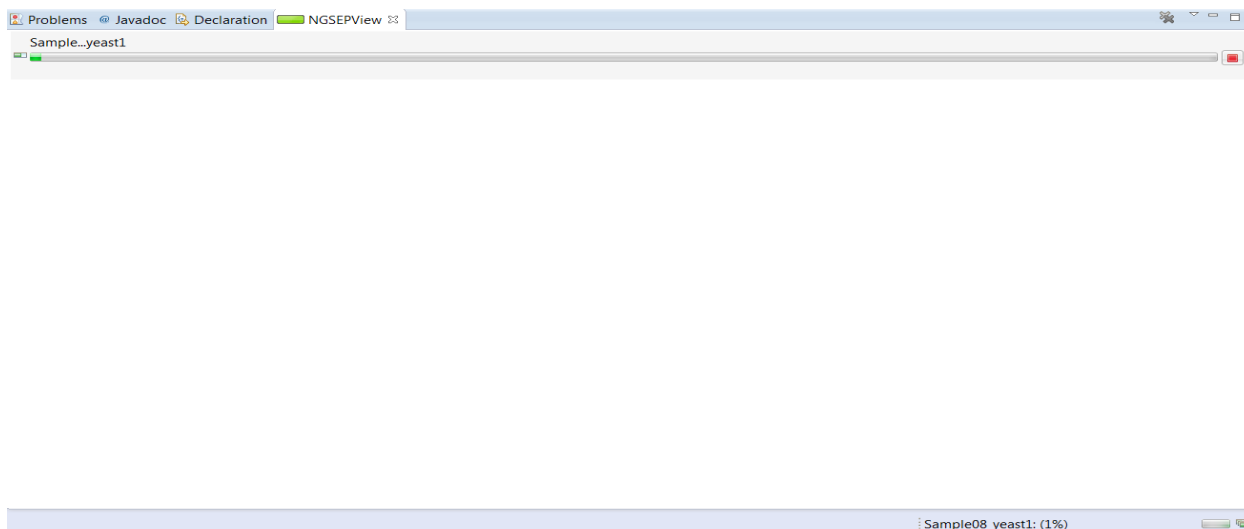 Problems @ Javadoc Declaration NGSEPView
Sample...yeast1
Sample08_yeast1: (1%)